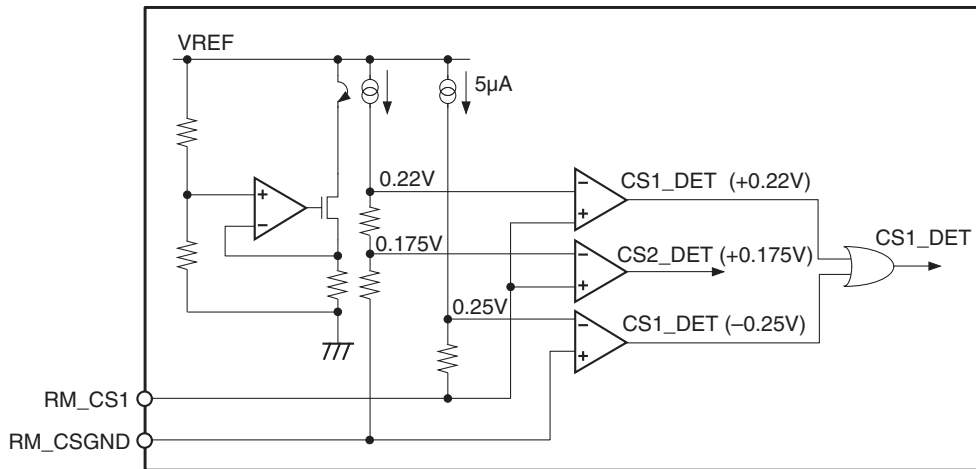 VREF
5μA
0.22V
CS1_DET (+0.22V)
+
−
−
+
CS1_DET
0.175V
CS2_DET (+0.175V)
−
+
0.25V
CS1_DET (−0.25V)
−
+
RM_CS1
RM_CSGND